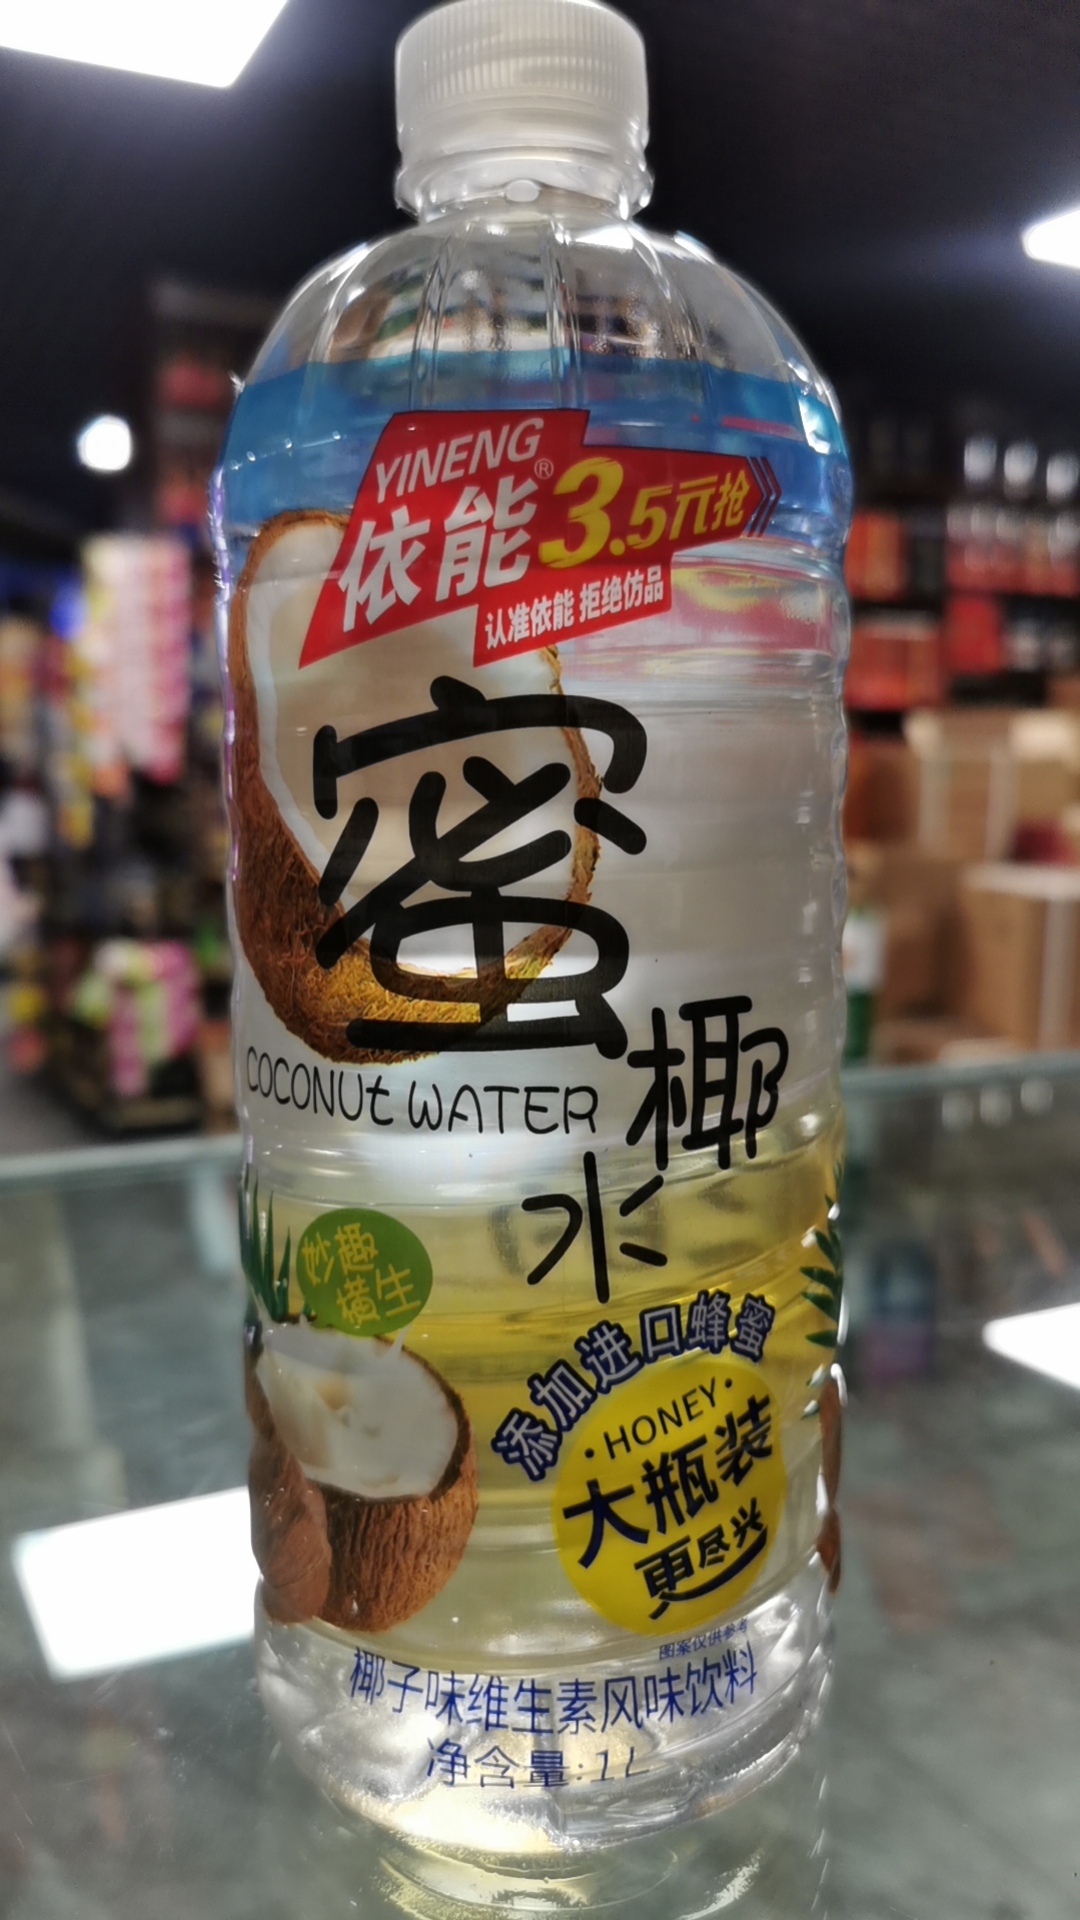 YINENG
依能®
3.5元抢
认准依能 拒绝仿品
蜜
椰
水
COCONUT WATER
妙趣
横生
添加进口蜂蜜
·HONEY·
大瓶装
更尽兴
图案仅供参考
椰子味维生素风味饮料
净含量:1L